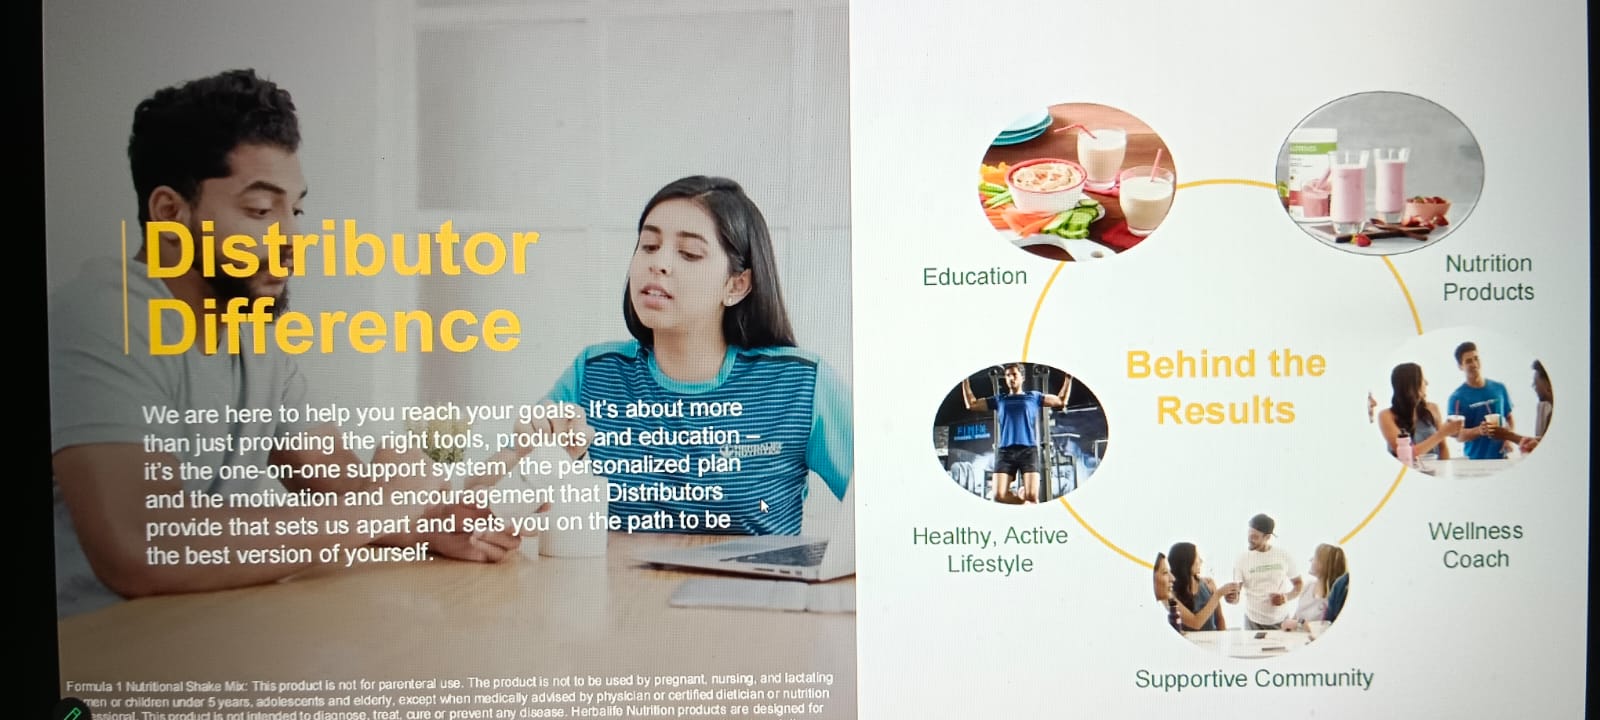 Distributor
Difference
We are here to help you reach your goals. It's about more
than just providing the right tools, products and education –
it's the one-on-one support system, the personalized plan
and the motivation and encouragement that Distributors
provide that sets us apart and sets you on the path to be
the best version of yourself.
Formula 1 Nutritional Shake Mix: This product is not for parenteral use. The product is not to be used by pregnant, nursing, and lactating
or children under 5 years, adolescents and elderly, except when medically advised by physician or certified dietician or nutrition
This product is not intended to diagnose, treat, cure or prevent any disease. Herbalife Nutrition products are designed for
Education
Nutrition
Products
Behind the
Results
Healthy, Active
Lifestyle
Wellness
Coach
Supportive Community